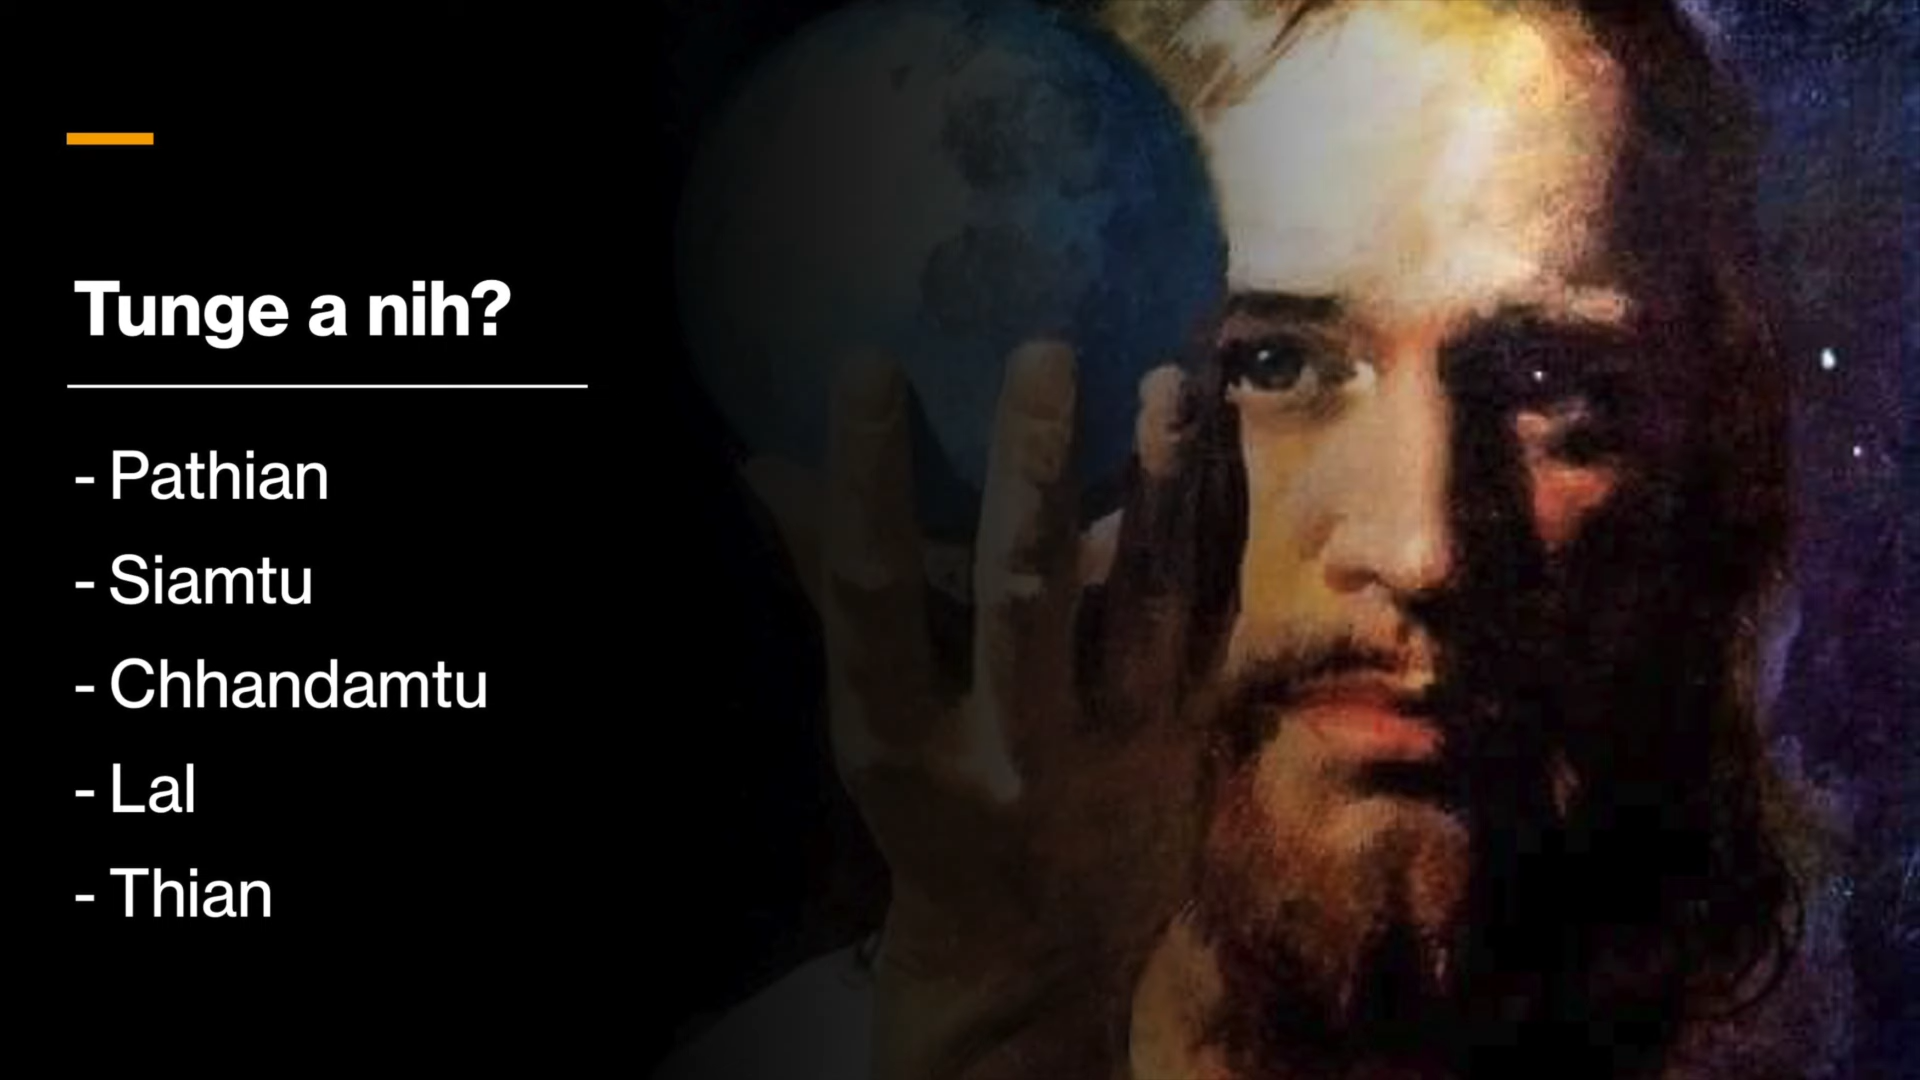 Tunge a nih?
- Pathian
- Siamtu
- Chhandamtu
- Lal
- Thian